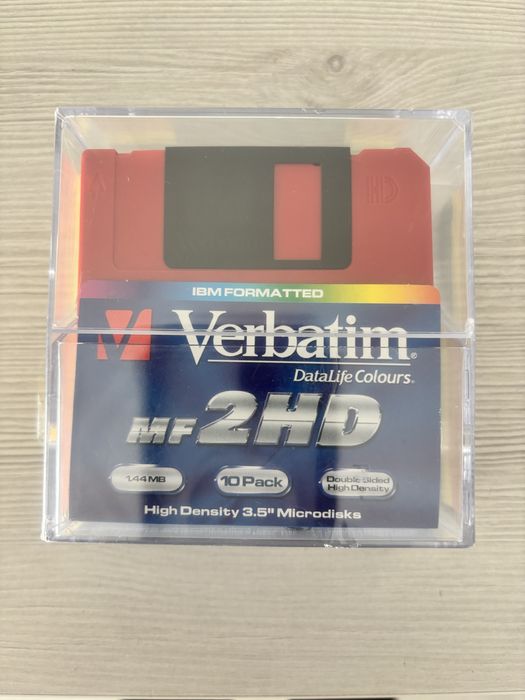 HD
IBM FORMATTED
Verbatim®
DataLife Colours®
MF 2HD
1.44 MB
10 Pack
Double Sided
High Density
High Density 3.5" Microdisks